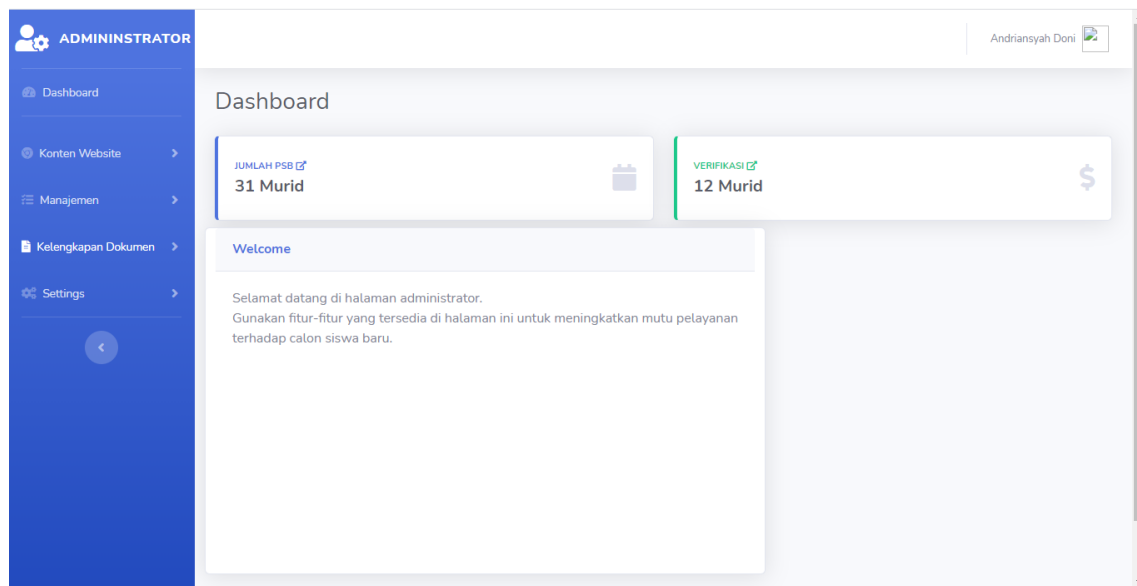 ADMININSTRATOR
Andriansyah Doni
Dashboard
Konten Website
Manajemen
Kelengkapan Dokumen
Settings
Dashboard
JUMLAH PSB
31 Murid
VERIFIKASI
12 Murid
Welcome
Selamat datang di halaman administrator.
Gunakan fitur-fitur yang tersedia di halaman ini untuk meningkatkan mutu pelayanan
terhadap calon siswa baru.